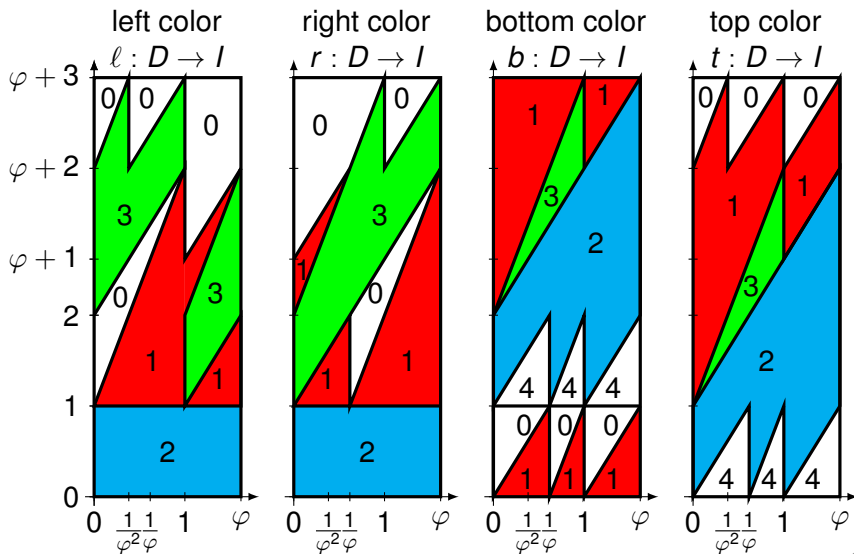 left color right color bottom color top color
ℓ : D → I r : D → I b : D → I t : D → I
φ + 3
0 0 0 0 0 1 1 0 0 0
φ + 2
3 3 3 2 1 1
φ + 1
0 3 1 0 3
2
1 1 1 1 4 4 4 2
1
2 2 0 0 0 1 1 1 4 4 4
0
0 1/φ² 1/φ 1 φ 0 1/φ² 1/φ 1 φ 0 1/φ² 1/φ 1 φ 0 1/φ² 1/φ 1 φ